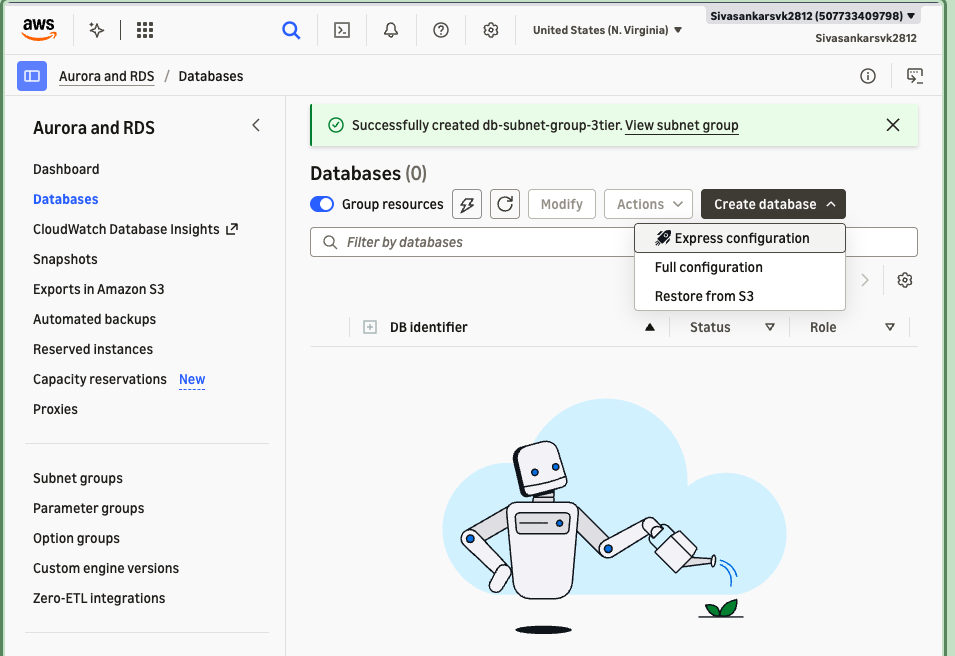 aws
United States (N. Virginia) ▼
Sivasankarsvk2812 (507733409798) ▼
Sivasankarsvk2812
Aurora and RDS / Databases
Aurora and RDS
Dashboard
Databases
CloudWatch Database Insights
Snapshots
Exports in Amazon S3
Automated backups
Reserved instances
Capacity reservations New
Proxies
Subnet groups
Parameter groups
Option groups
Custom engine versions
Zero-ETL integrations
Successfully created db-subnet-group-3tier. View subnet group
Databases (0)
Group resources Modify Actions Create database
Filter by databases
Express configuration
Full configuration
Restore from S3
DB identifier Status Role